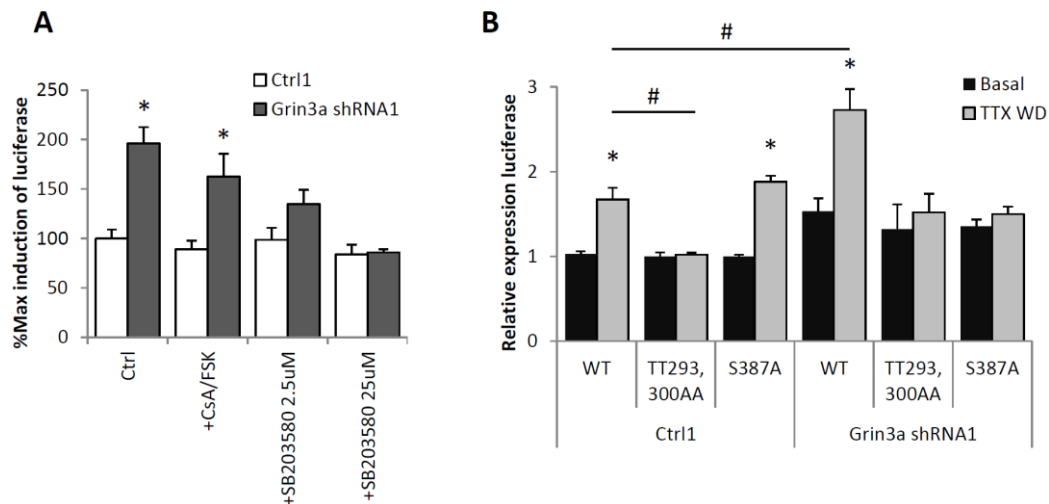 A
%Max induction of luciferase
250
200
150
100
50
0
Ctrl1
Grin3a shRNA1
*
*
Ctrl
+CsA/FSK
+SB203580 2.5uM
+SB203580 25uM
B
Relative expression luciferase
3
2
1
0
#
#
*
*
*
Basal
TTX WD
WT
TT293,
300AA
S387A
WT
TT293,
300AA
S387A
Ctrl1
Grin3a shRNA1